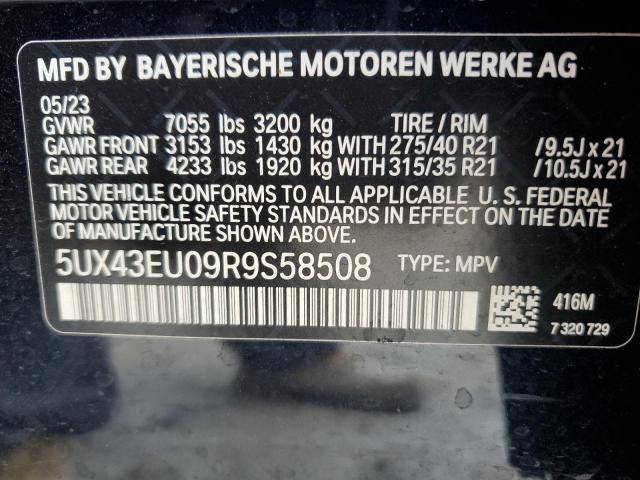 MFD BY BAYERISCHE MOTOREN WERKE AG
05/23
GVWR 7055 lbs 3200 kg TIRE / RIM
GAWR FRONT 3153 lbs 1430 kg WITH 275/40 R21 /9.5J x 21
GAWR REAR 4233 lbs 1920 kg WITH 315/35 R21 /10.5J x 21
THIS VEHICLE CONFORMS TO ALL APPLICABLE U. S. FEDERAL
MOTOR VEHICLE SAFETY STANDARDS IN EFFECT ON THE DATE
OF MANUFACTURE SHOWN ABOVE.
5UX43EU09R9S58508 TYPE: MPV
416M
7 320 729